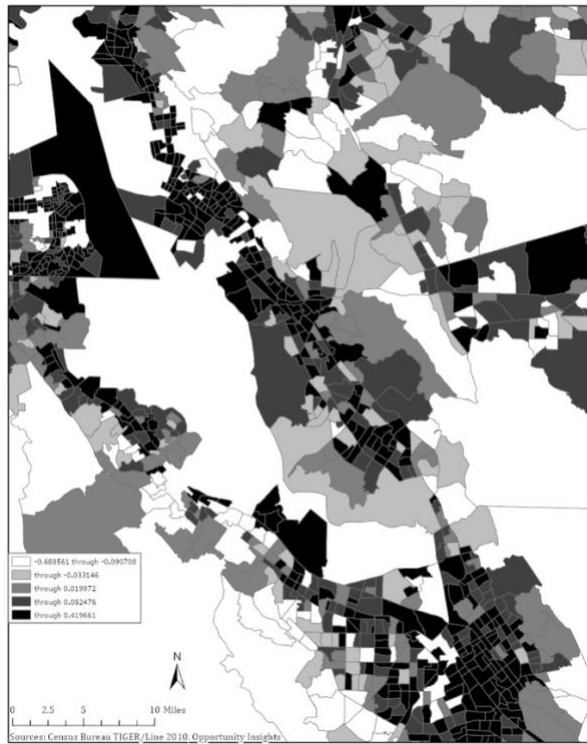 -0.688561 through -0.090708
through -0.033146
through 0.019972
through 0.082476
through 0.419661
N
0 2.5 5 10 Miles
Sources: Census Bureau TIGER/Line 2010, Opportunity Insights